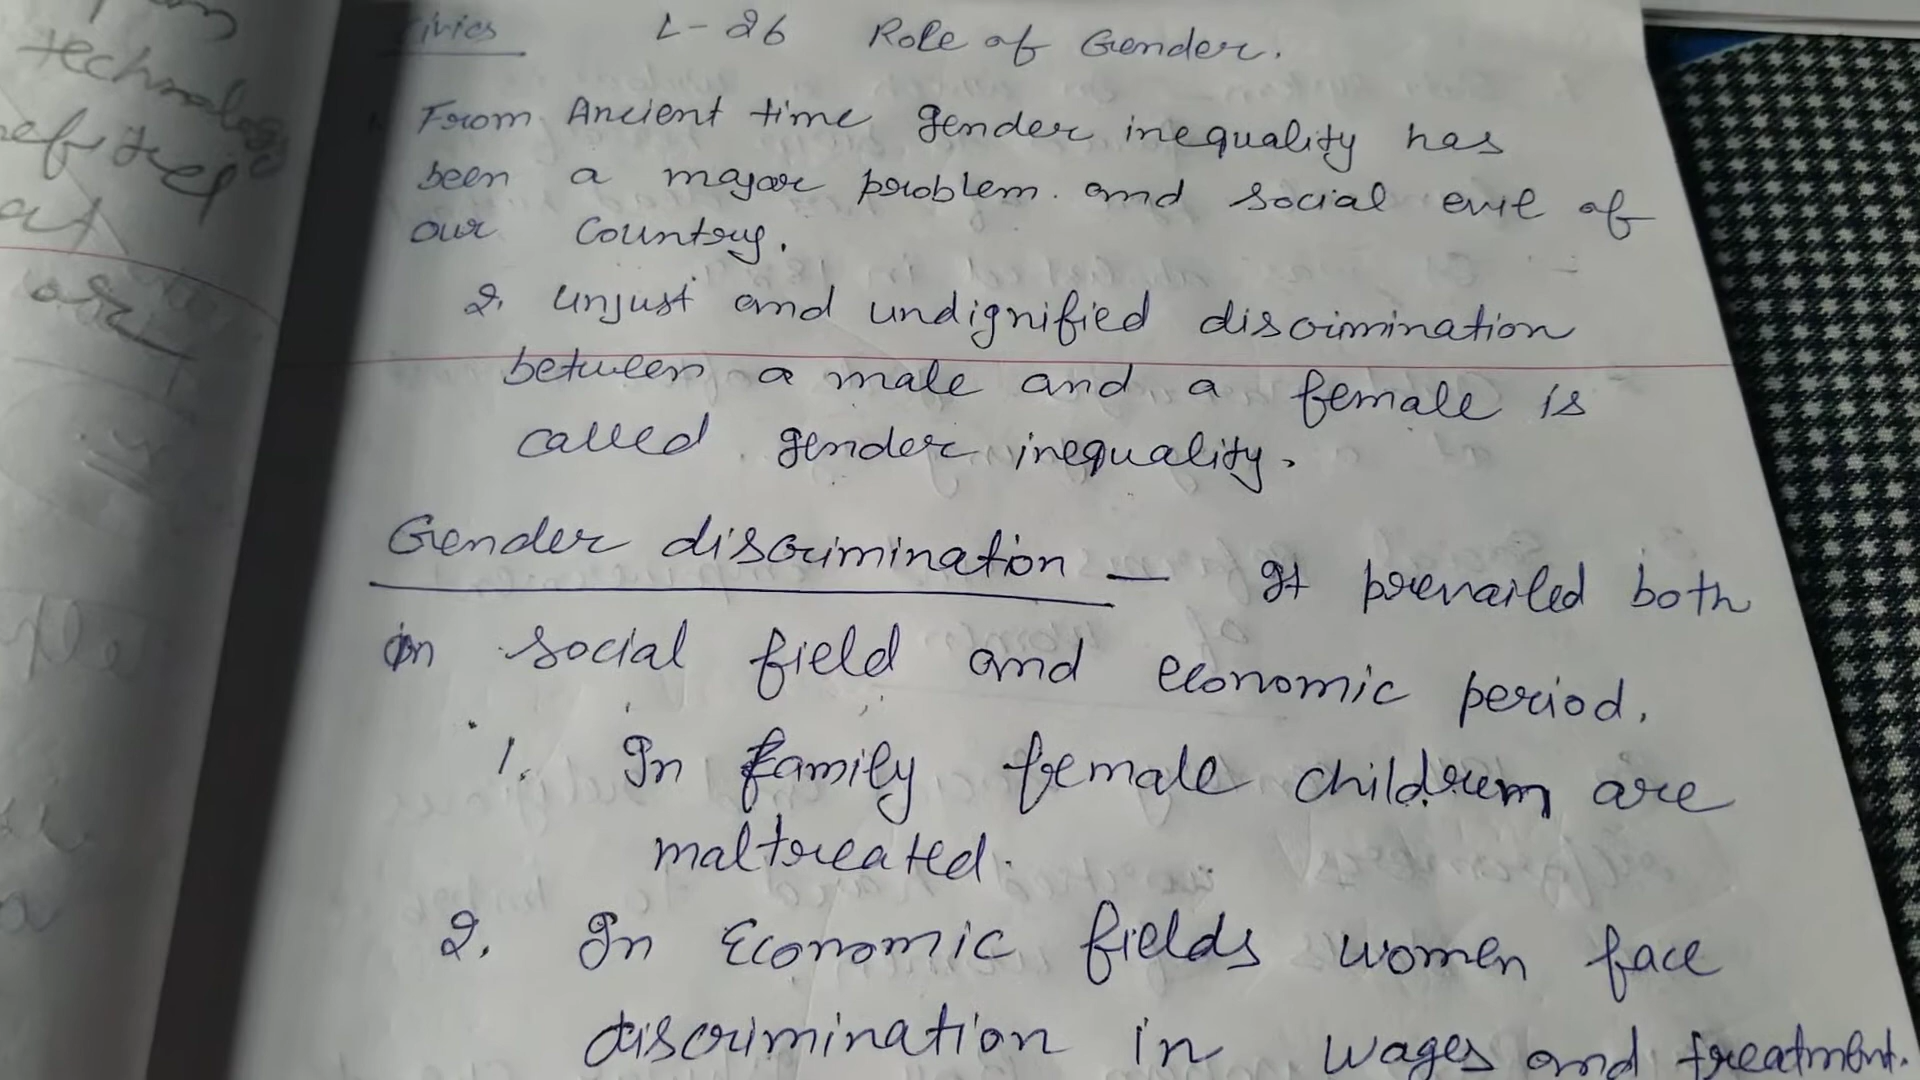 Civics L-26 Role of Gender.
1. From Ancient time gender inequality has
been a major problem. and social evil of
our Country.
2. unjust and undignified discrimination
between a male and a female is
called gender inequality.
Gender discrimination — It prevailed both
in social field and economic period.
1. In family female children are
maltreated.
2. In Economic fields women face
discrimination in wages and treatment.
technology
at